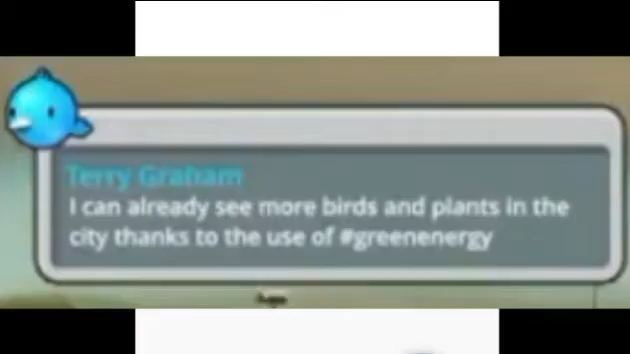 Terry Graham
I can already see more birds and plants in the
city thanks to the use of #greenenergy